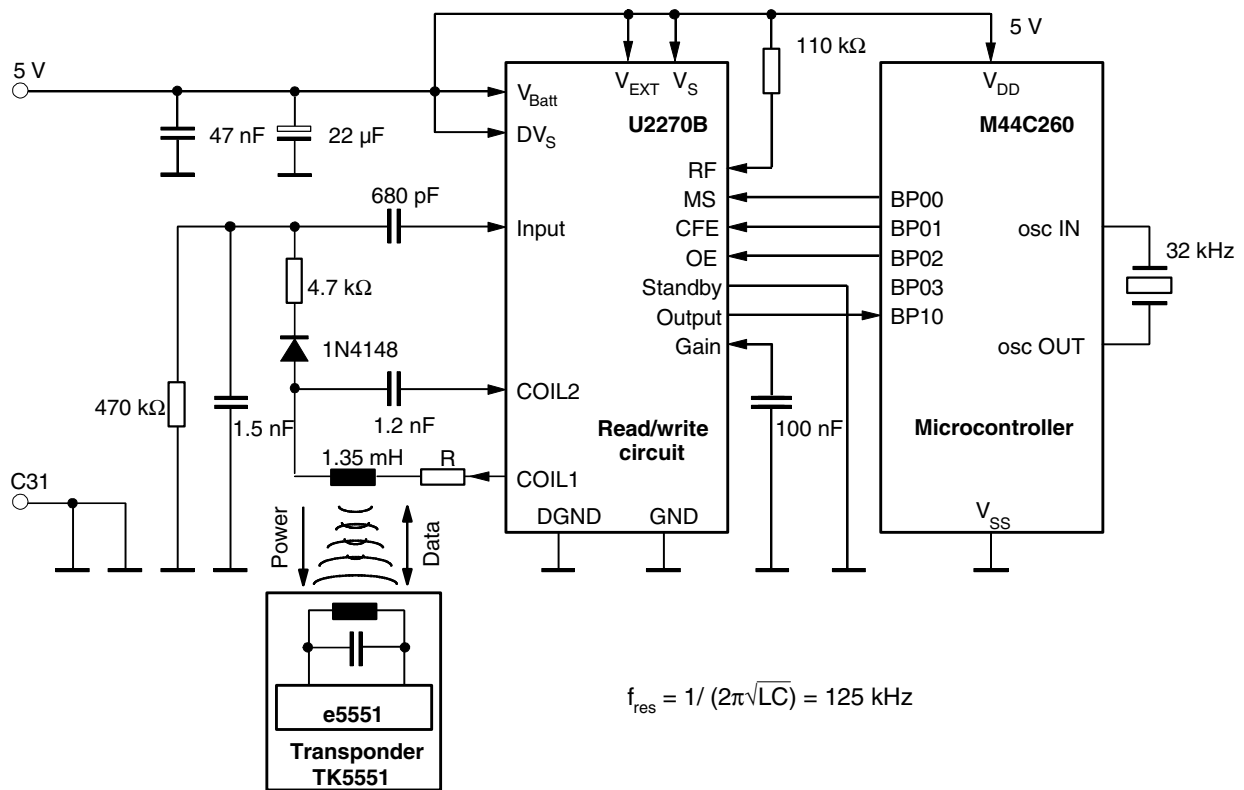 5 V
47 nF
22 µF
680 pF
4.7 kΩ
1N4148
470 kΩ
1.5 nF
1.2 nF
1.35 mH
R
C31
Power
Data
e5551
Transponder
TK5551
V_Batt
DV_S
Input
COIL2
COIL1
V_EXT
V_S
U2270B
RF
MS
CFE
OE
Standby
Output
Gain
Read/write
circuit
DGND
GND
110 kΩ
100 nF
5 V
V_DD
M44C260
BP00
BP01
BP02
BP03
BP10
osc IN
osc OUT
Microcontroller
V_SS
32 kHz
f_res = 1/ (2π√LC) = 125 kHz